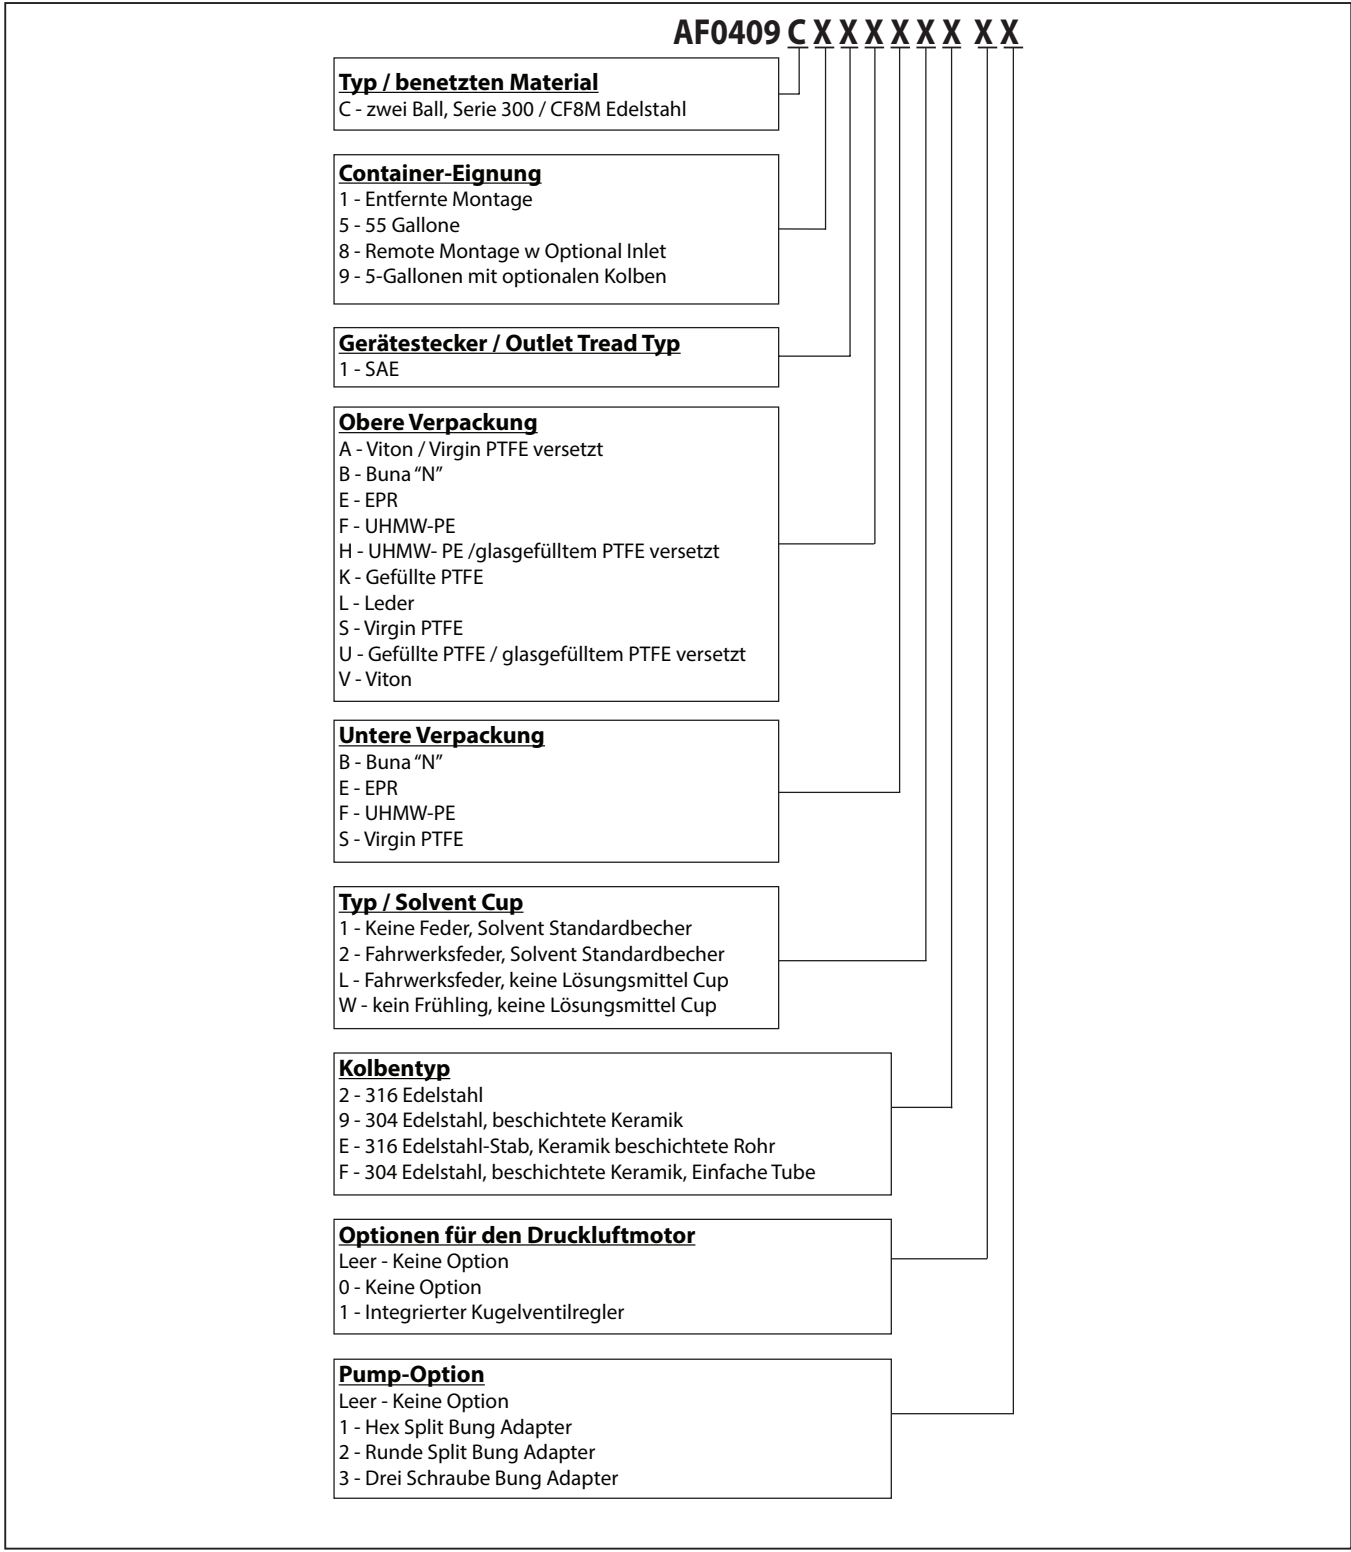 AF0409 C X X X X X X X X
Typ / benetzten Material
C - zwei Ball, Serie 300 / CF8M Edelstahl
Container-Eignung
1 - Entfernte Montage
5 - 55 Gallone
8 - Remote Montage w Optional Inlet
9 - 5-Gallonen mit optionalen Kolben
Gerätestecker / Outlet Tread Typ
1 - SAE
Obere Verpackung
A - Viton / Virgin PTFE versetzt
B - Buna “N”
E - EPR
F - UHMW-PE
H - UHMW- PE /glasgefülltem PTFE versetzt
K - Gefüllte PTFE
L - Leder
S - Virgin PTFE
U - Gefüllte PTFE / glasgefülltem PTFE versetzt
V - Viton
Untere Verpackung
B - Buna “N”
E - EPR
F - UHMW-PE
S - Virgin PTFE
Typ / Solvent Cup
1 - Keine Feder, Solvent Standardbecher
2 - Fahrwerksfeder, Solvent Standardbecher
L - Fahrwerksfeder, keine Lösungsmittel Cup
W - kein Frühling, keine Lösungsmittel Cup
Kolbentyp
2 - 316 Edelstahl
9 - 304 Edelstahl, beschichtete Keramik
E - 316 Edelstahl-Stab, Keramik beschichtete Rohr
F - 304 Edelstahl, beschichtete Keramik, Einfache Tube
Optionen für den Druckluftmotor
Leer - Keine Option
0 - Keine Option
1 - Integrierter Kugelventilregler
Pump-Option
Leer - Keine Option
1 - Hex Split Bung Adapter
2 - Runde Split Bung Adapter
3 - Drei Schraube Bung Adapter